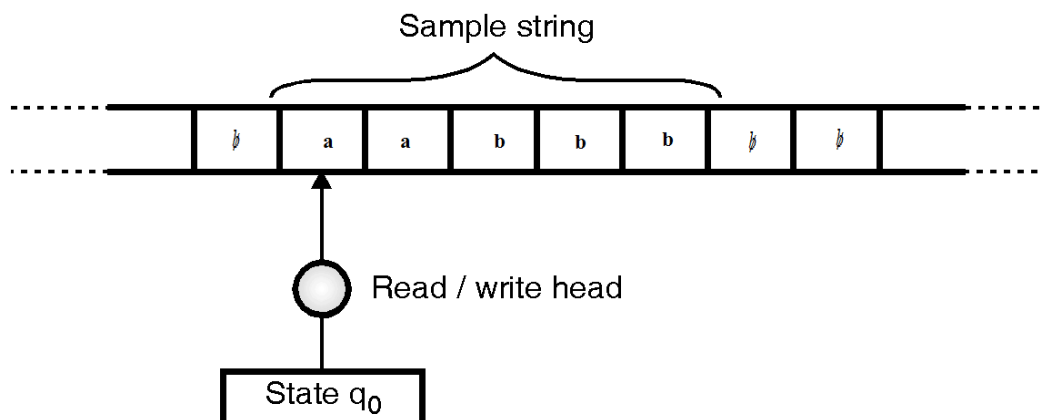 Sample string
ƀ a a b b b ƀ ƀ
Read / write head
State q₀